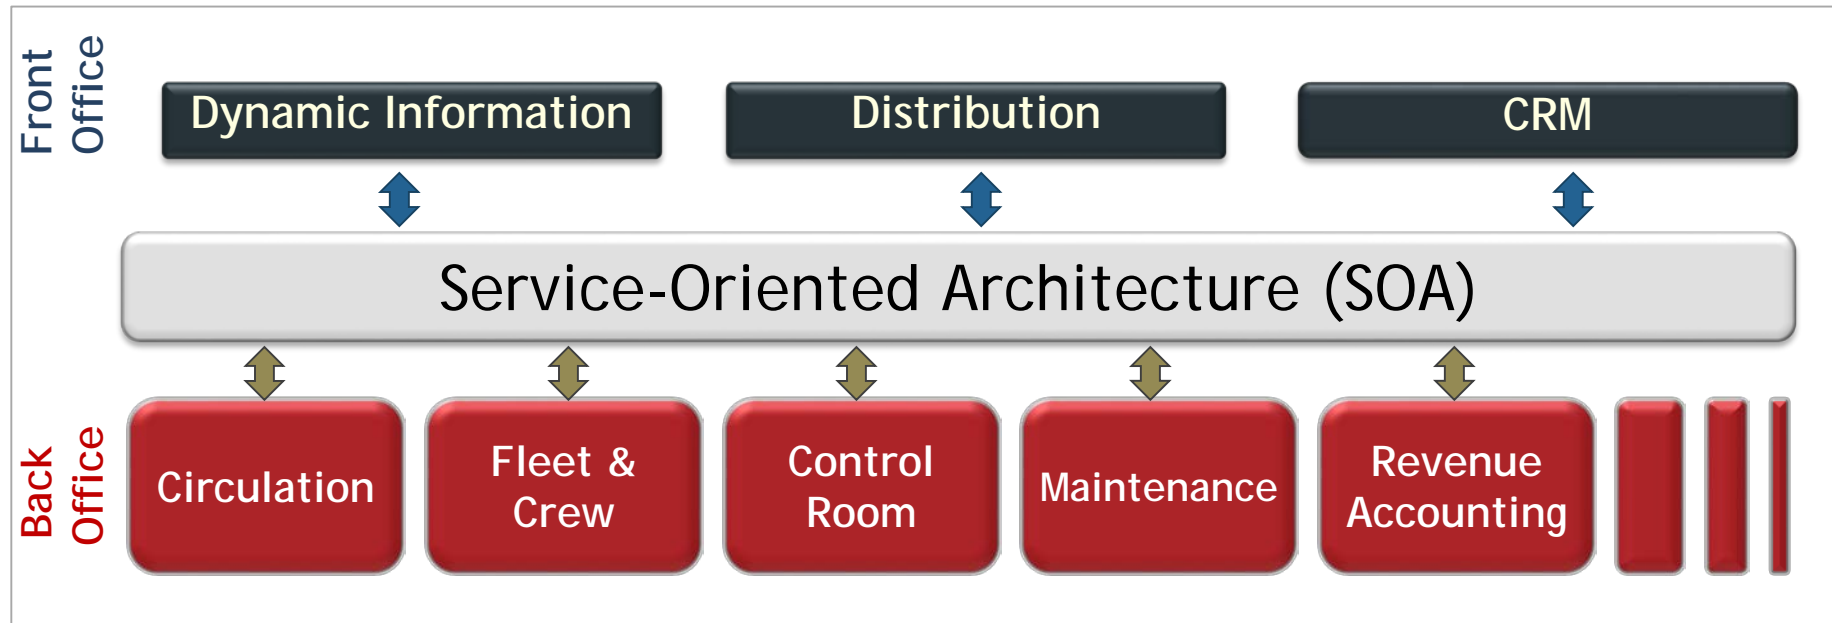 Front
Office
Dynamic Information
Distribution
CRM
Service-Oriented Architecture (SOA)
Back
Office
Circulation
Fleet &
Crew
Control
Room
Maintenance
Revenue
Accounting